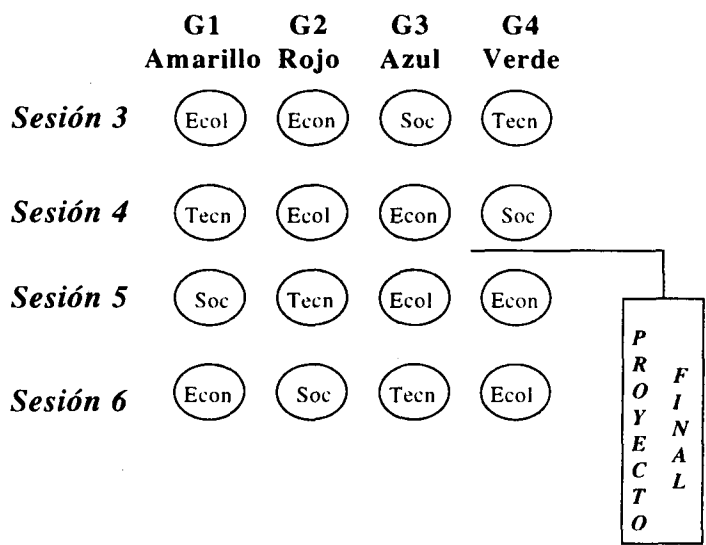 G1 G2 G3 G4
Amarillo Rojo Azul Verde
Sesión 3 Ecol Econ Soc Tecn
Sesión 4 Tecn Ecol Econ Soc
Sesión 5 Soc Tecn Ecol Econ
Sesión 6 Econ Soc Tecn Ecol
PROYECTO
FINAL